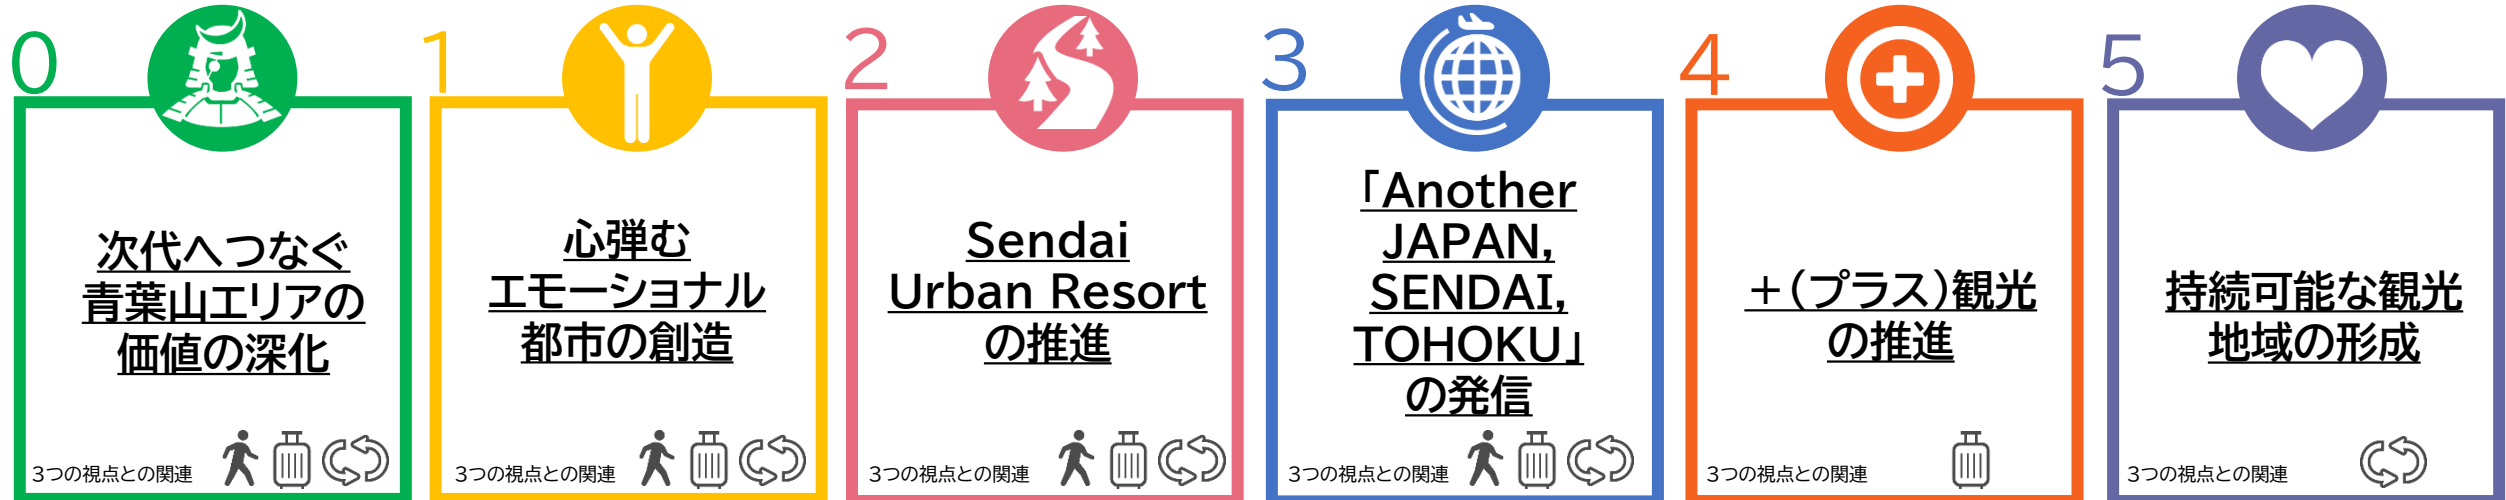 0
次代へつなぐ
青葉山エリアの
価値の深化
3つの視点との関連
1
心弾む
エモーショナル
都市の創造
3つの視点との関連
2
Sendai
Urban Resort
の推進
3つの視点との関連
3
「Another
JAPAN,
SENDAI,
TOHOKU」
の発信
3つの視点との関連
4
＋(プラス)観光
の推進
3つの視点との関連
5
持続可能な観光
地域の形成
3つの視点との関連